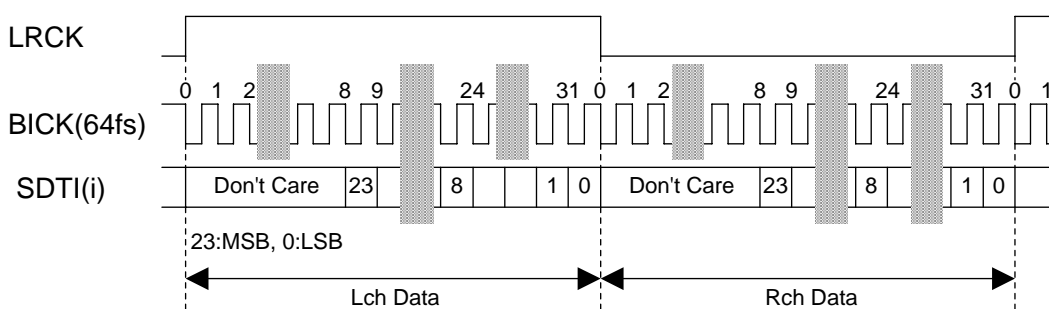 LRCK
0 1 2 8 9 24 31 0 1 2 8 9 24 31 0 1
BICK(64fs)
SDTI(i) Don't Care 23 8 1 0 Don't Care 23 8 1 0
23:MSB, 0:LSB
Lch Data Rch Data